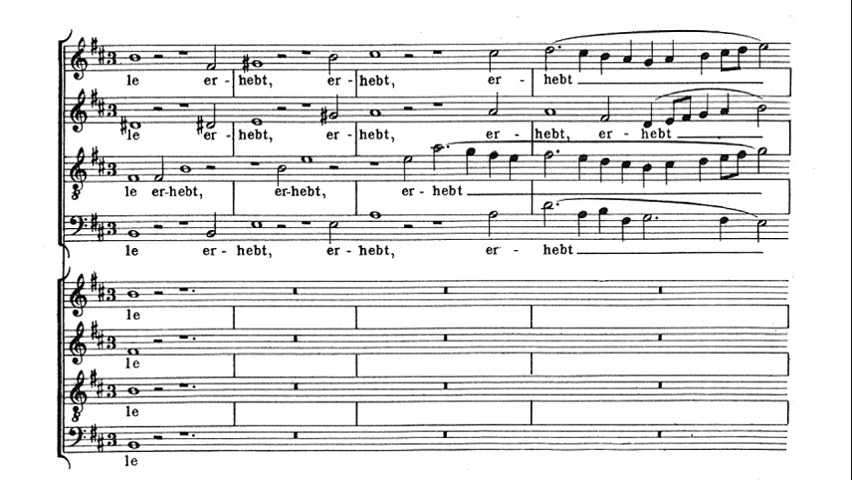 le er - hebt, er - hebt, er - hebt
le er - hebt, er - hebt, er - hebt, er - hebt
le er-hebt, er-hebt, er - hebt
le er - hebt, er - hebt, er - hebt
le
le
le
le